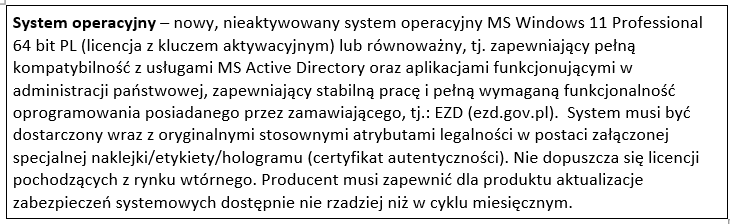 System operacyjny – nowy, nieaktywowany system operacyjny MS Windows 11 Professional
64 bit PL (licencja z kluczem aktywacyjnym) lub równoważny, tj. zapewniający pełną
kompatybilność z usługami MS Active Directory oraz aplikacjami funkcjonującymi w
administracji państwowej, zapewniający stabilną pracę i pełną wymaganą funkcjonalność
oprogramowania posiadanego przez zamawiającego, tj.: EZD (ezd.gov.pl).  System musi być
dostarczony wraz z oryginalnymi stosownymi atrybutami legalności w postaci załączonej
specjalnej naklejki/etykiety/hologramu (certyfikat autentyczności). Nie dopuszcza się licencji
pochodzących z rynku wtórnego. Producent musi zapewnić dla produktu aktualizacje
zabezpieczeń systemowych dostępnie nie rzadziej niż w cyklu miesięcznym.